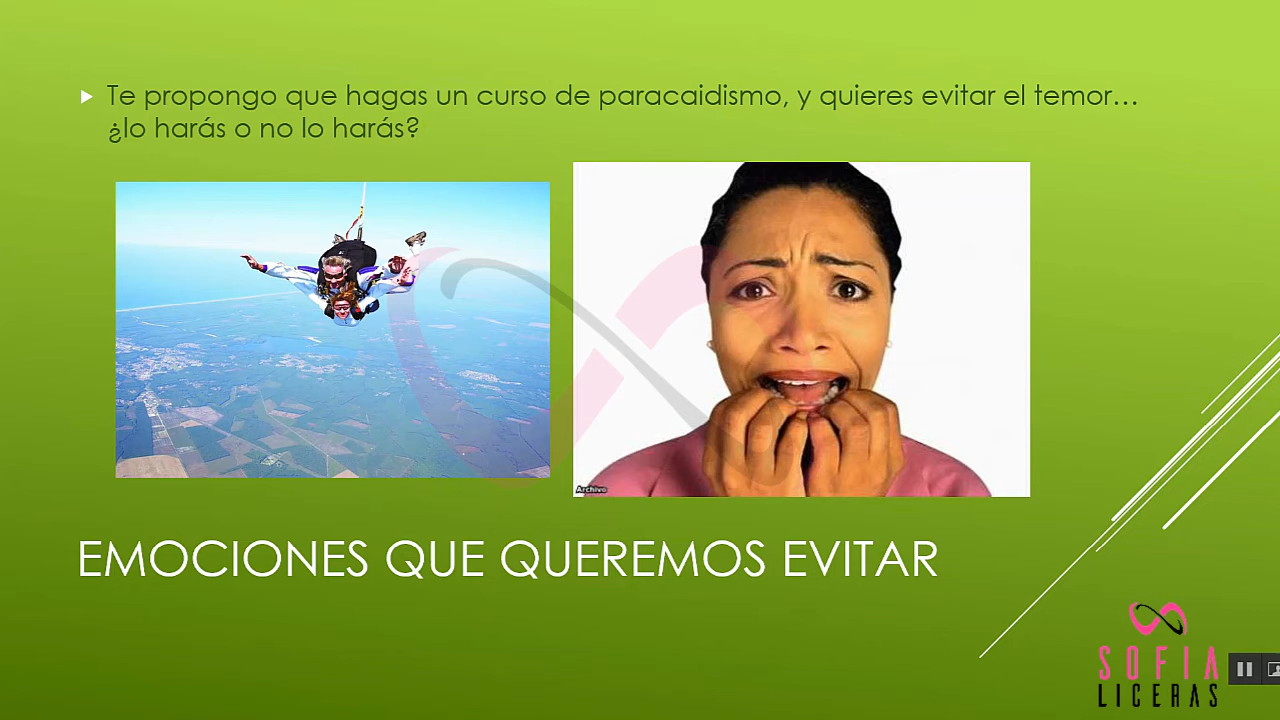 Te propongo que hagas un curso de paracaidismo, y quieres evitar el temor…
¿lo harás o no lo harás?
Archivo
EMOCIONES QUE QUEREMOS EVITAR
SOFIA
LICERAS